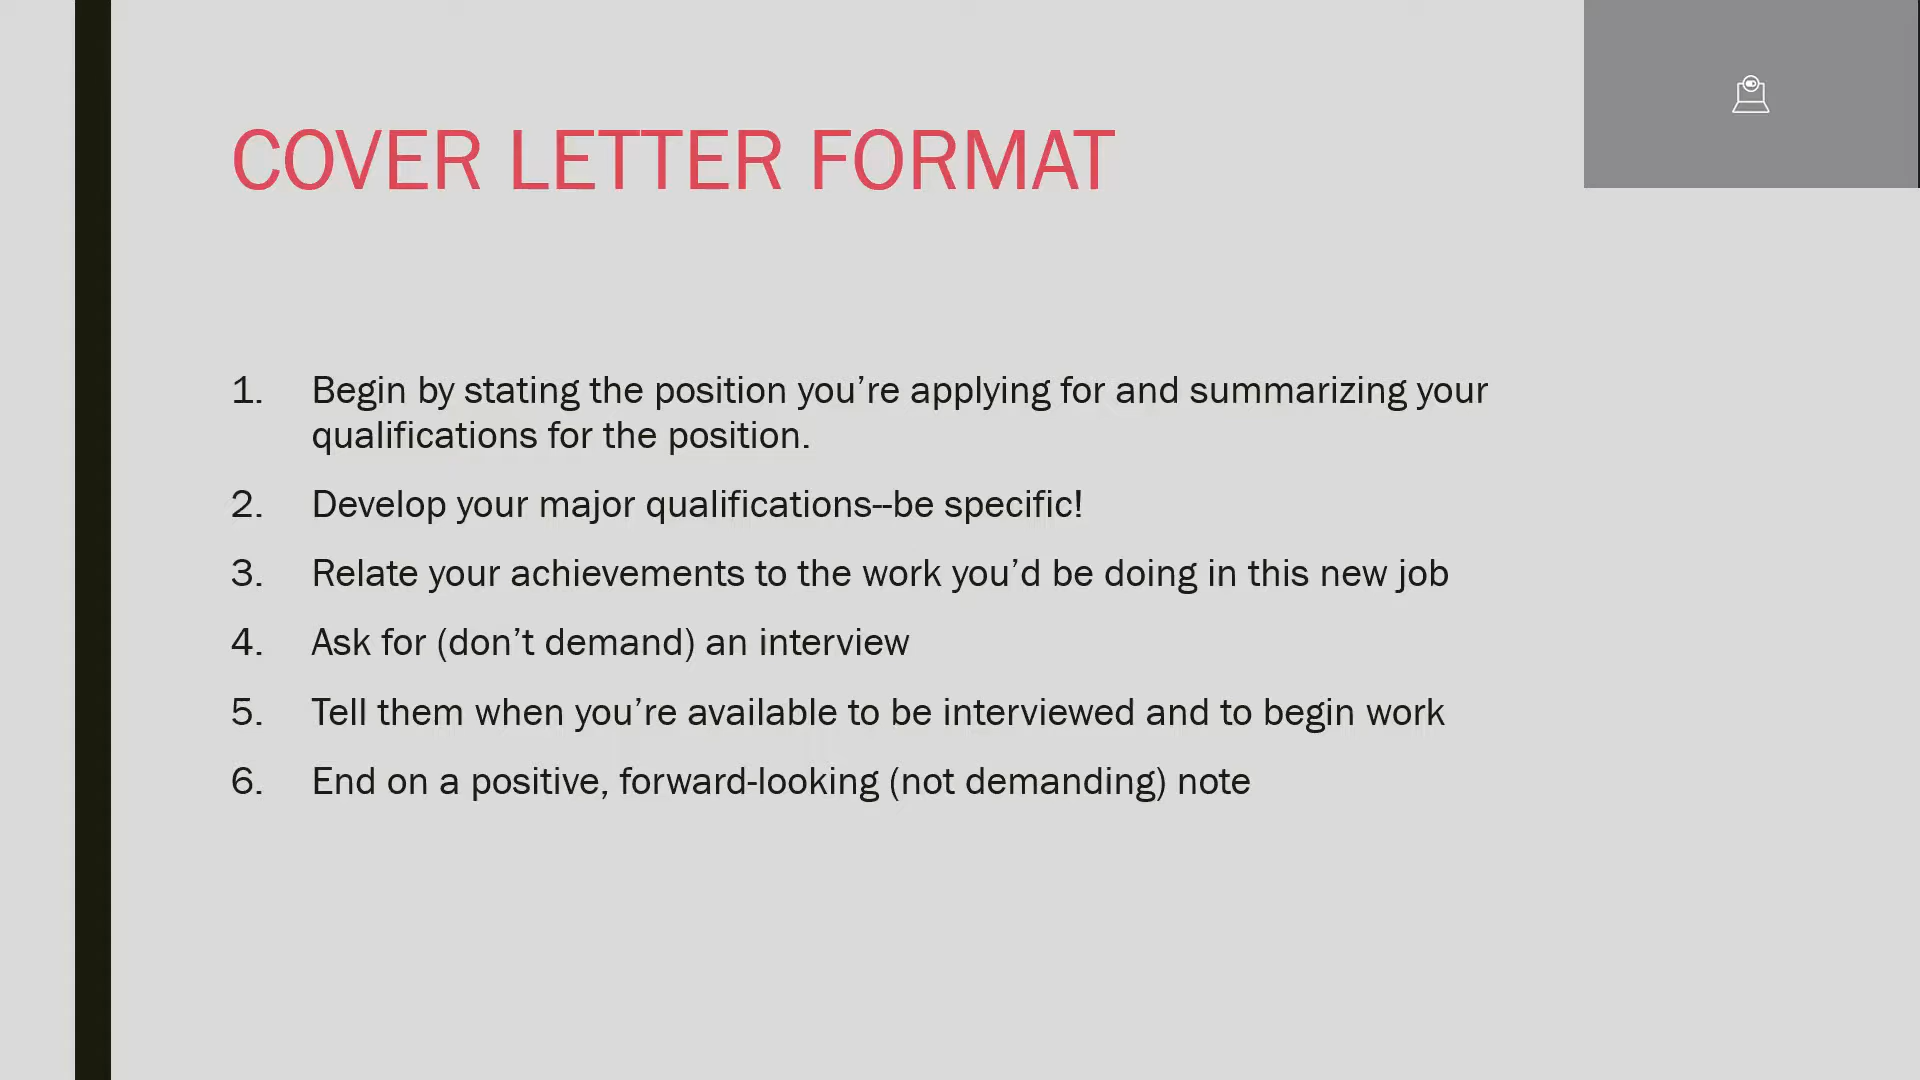 COVER LETTER FORMAT
1. Begin by stating the position you’re applying for and summarizing your
qualifications for the position.
2. Develop your major qualifications--be specific!
3. Relate your achievements to the work you’d be doing in this new job
4. Ask for (don’t demand) an interview
5. Tell them when you’re available to be interviewed and to begin work
6. End on a positive, forward-looking (not demanding) note